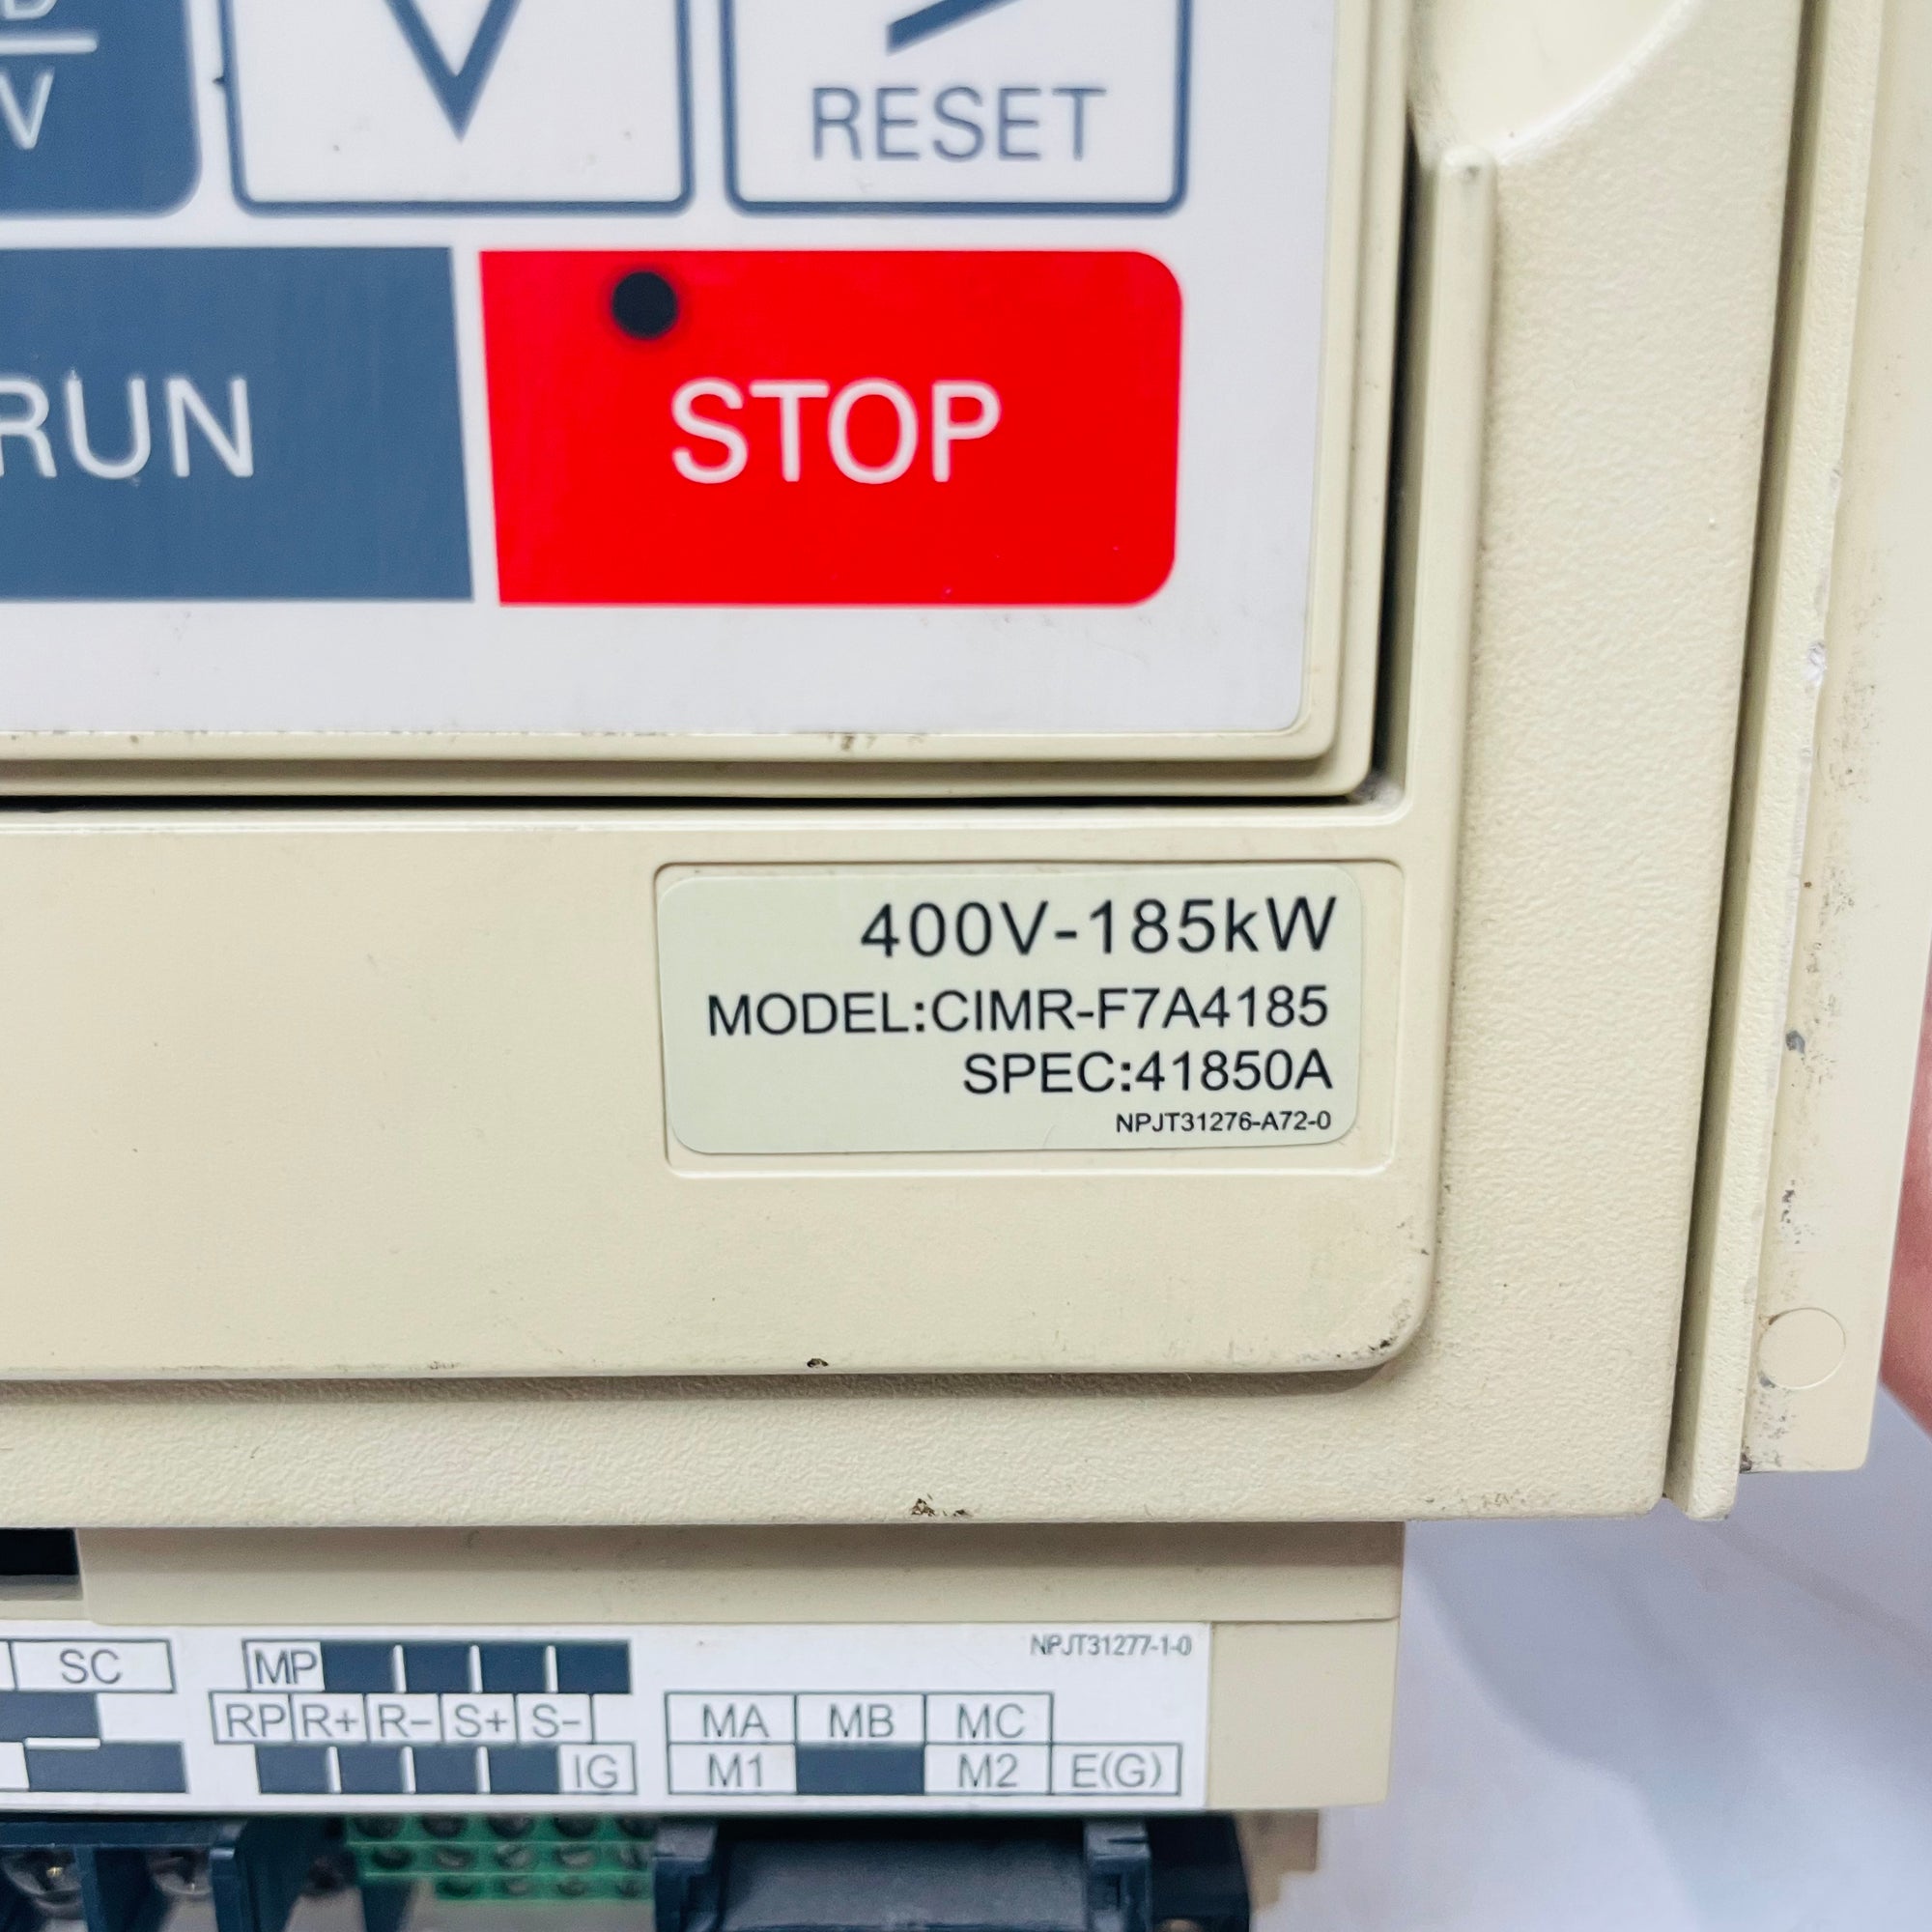 V
RESET
RUN
STOP
400V-185kW
MODEL:CIMR-F7A4185
SPEC:41850A
NPJT31276-A72-0
NPJT31277-1-0
SC MP
RP R+ R- S+ S- MA MB MC
IG M1 M2 E(G)